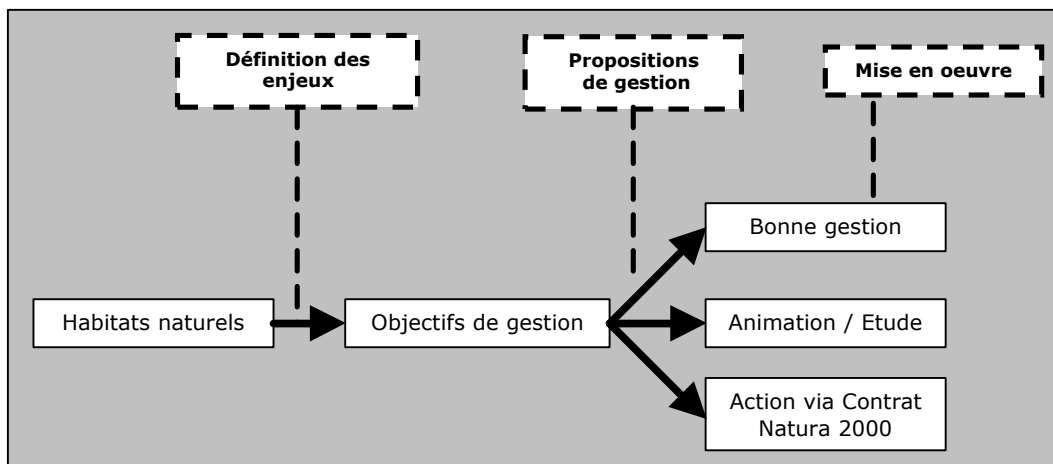 Définition des
enjeux
Propositions
de gestion
Mise en oeuvre
Bonne gestion
Habitats naturels
Objectifs de gestion
Animation / Etude
Action via Contrat
Natura 2000